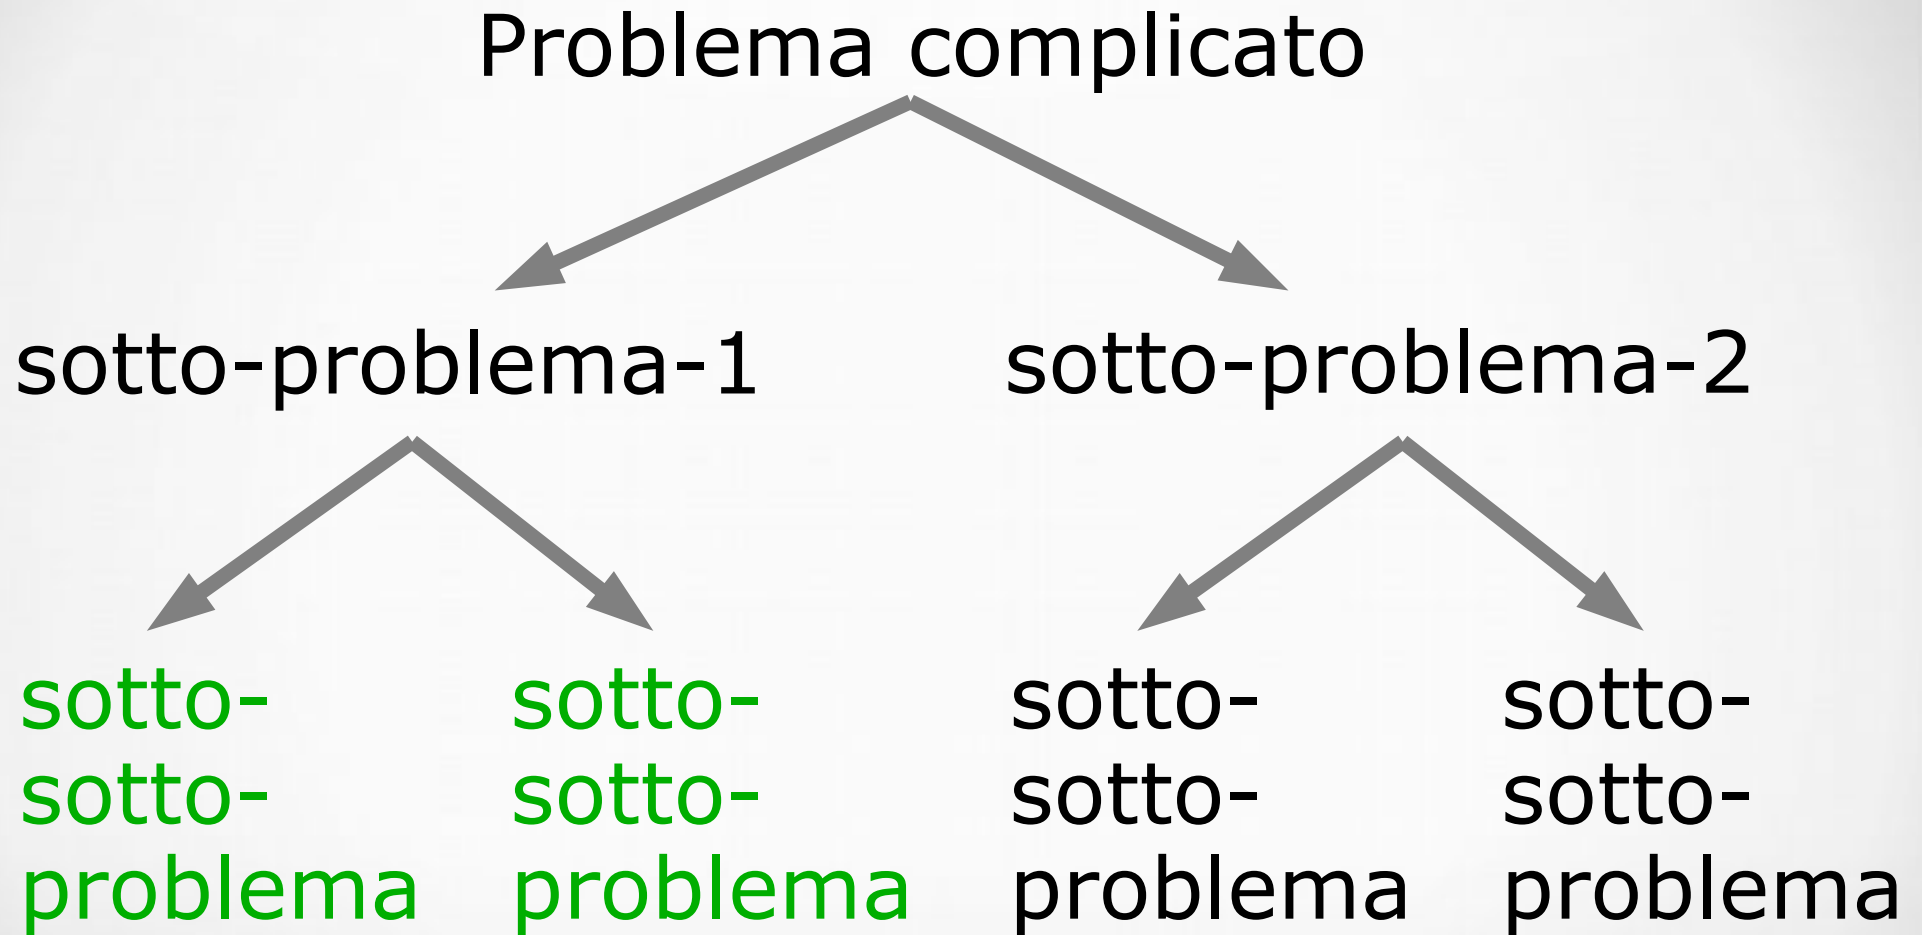 Problema complicato
sotto-problema-1
sotto-problema-2
sotto-
sotto-
problema
sotto-
sotto-
problema
sotto-
sotto-
problema
sotto-
sotto-
problema